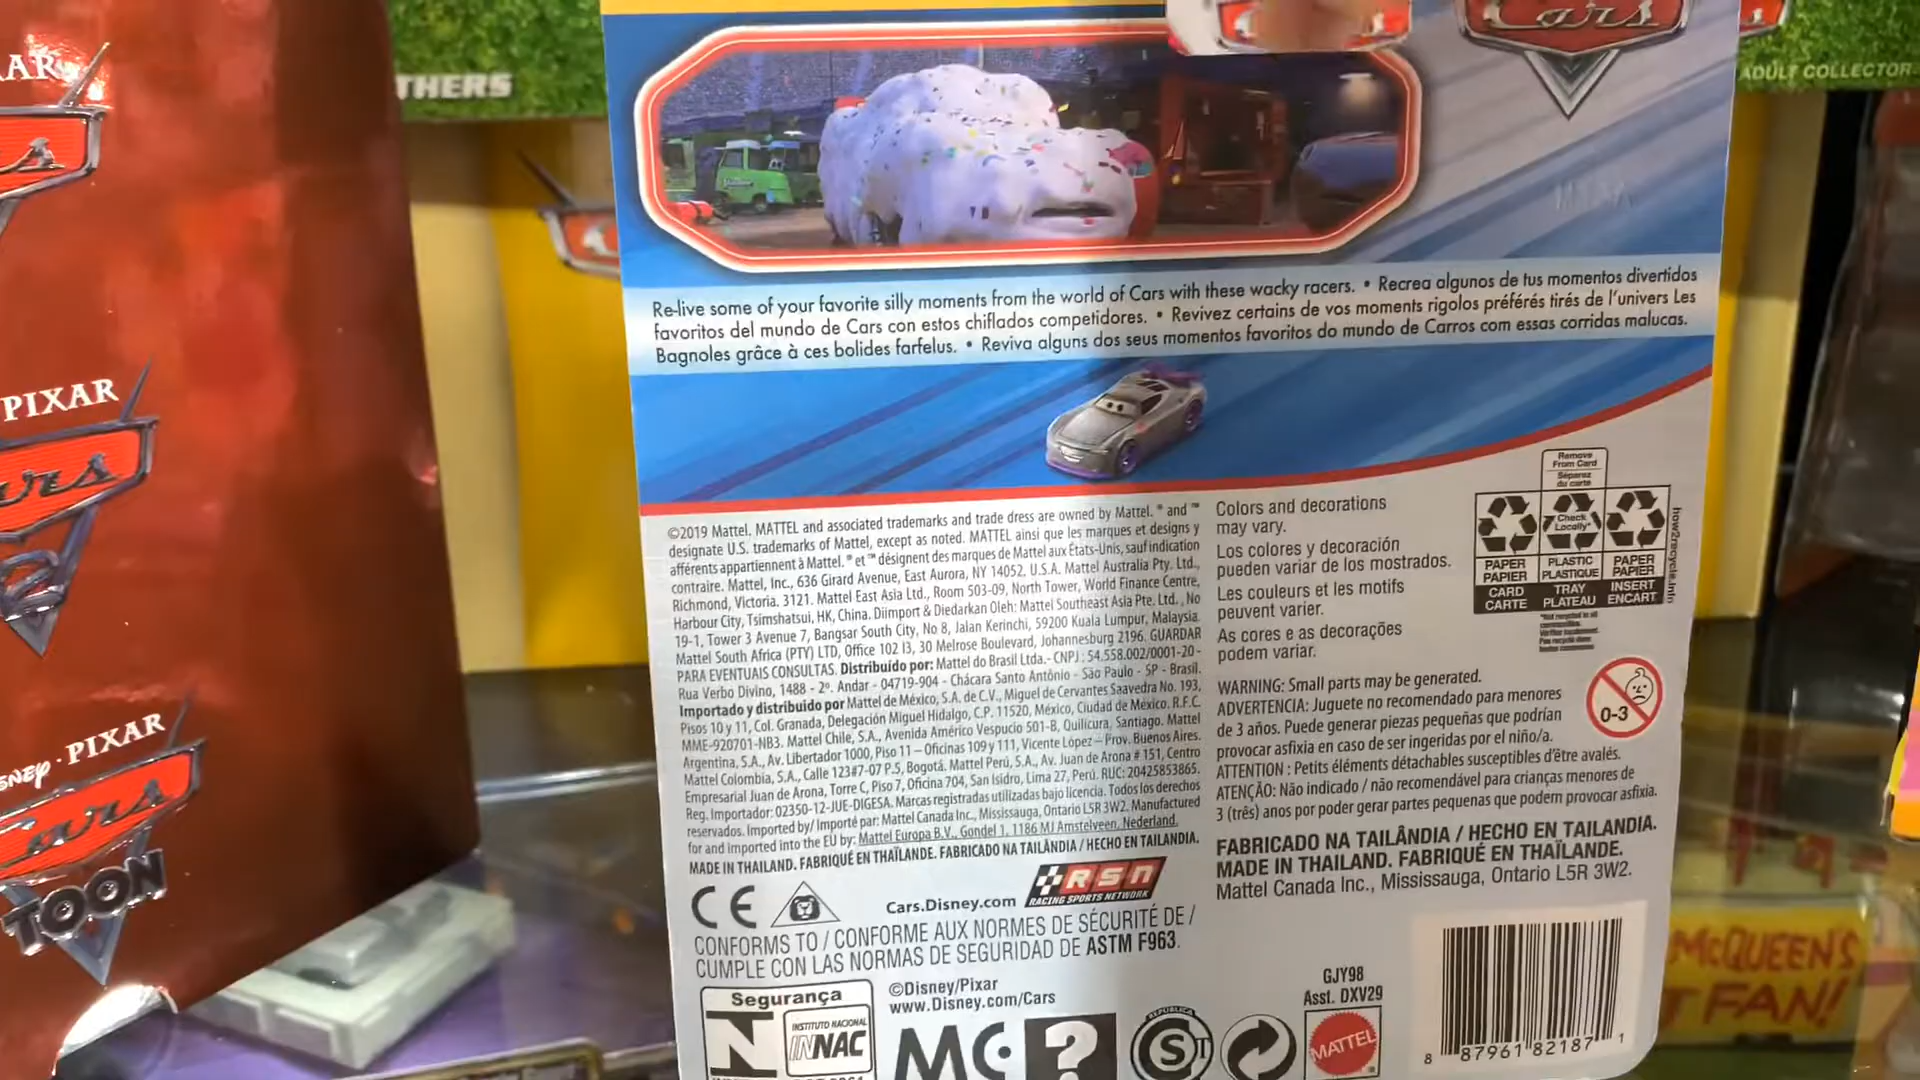 THERS
Cars
ADULT COLLECTOR
PIXAR
DISNEY · PIXAR
Cars
TOON
Re-live some of your favorite silly moments from the world of Cars with these wacky racers. • Recrea algunos de tus momentos divertidos
favoritos del mundo de Cars con estos chiflados competidores. • Revivez certains de vos moments rigolos préférés tirés de l'univers Les
Bagnoles grâce à ces bolides farfelus. • Reviva alguns dos seus momentos favoritos do mundo de Carros com essas corridas malucas.
©2019 Mattel. MATTEL and associated trademarks and trade dress are owned by Mattel. ® and ™
designate U.S. trademarks of Mattel, except as noted. MATTEL ainsi que les marques et designs y
afférents appartiennent à Mattel. ® et ™ désignent des marques de Mattel aux États-Unis, sauf indication
contraire. Mattel, Inc., 636 Girard Avenue, East Aurora, NY 14052, U.S.A. Mattel Australia Pty. Ltd.,
Richmond, Victoria. 3121. Mattel East Asia Ltd., Room 503-09, North Tower, World Finance Centre,
Harbour City, Tsimshatsui, HK, China. Diimport & Diedarkan Oleh: Mattel Southeast Asia Pte. Ltd., No
19-1, Tower 3 Avenue 7, Bangsar South City, No 8, Jalan Kerinchi, 59200 Kuala Lumpur, Malaysia.
Mattel South Africa (PTY) LTD, Office 102 I3, 30 Melrose Boulevard, Johannesburg 2196. GUARDAR
PARA EVENTUAIS CONSULTAS. Distribuído por: Mattel do Brasil Ltda.- CNPJ : 54.558.002/0001-20 -
Rua Verbo Divino, 1488 - 2º. Andar - 04719-904 - Chácara Santo Antônio - São Paulo - SP - Brasil.
Importado y distribuido por Mattel de México, S.A. de C.V., Miguel de Cervantes Saavedra No. 193,
Pisos 10 y 11, Col. Granada, Delegación Miguel Hidalgo, C.P. 11520, México, Ciudad de México. R.F.C.
MME-920701-NB3. Mattel Chile, S.A., Avenida Américo Vespucio 501-B, Quilicura, Santiago. Mattel
Argentina, S.A., Av. Libertador 1000, Piso 11 – Oficinas 109 y 111, Vicente López – Prov. Buenos Aires.
Mattel Colombia, S.A., Calle 123#7-07 P.5, Bogotá. Mattel Perú, S.A., Av. Juan de Arona # 151, Centro
Empresarial Juan de Arona, Torre C, Piso 7, Oficina 704, San Isidro, Lima 27, Perú. RUC: 20425853865.
Reg. Importador: 02350-12-JUE-DIGESA. Marcas registradas utilizadas bajo licencia. Todos los derechos
reservados. Imported by/ Importé par: Mattel Canada Inc., Mississauga, Ontario L5R 3W2. Manufactured
for and imported into the EU by: Mattel Europa B.V., Gondel 1, 1186 MJ Amstelveen, Nederland.
MADE IN THAILAND. FABRIQUÉ EN THAÏLANDE. FABRICADO NA TAILÂNDIA / HECHO EN TAILANDIA.
CE
Cars.Disney.com
RSN
RACING SPORTS NETWORK
CONFORMS TO / CONFORME AUX NORMES DE SÉCURITÉ DE /
CUMPLE CON LAS NORMAS DE SEGURIDAD DE ASTM F963.
Segurança
INSTITUTO NACIONAL
INNAC
©Disney/Pixar
www.Disney.com/Cars
Colors and decorations
may vary.
Los colores y decoración
pueden variar de los mostrados.
Les couleurs et les motifs
peuvent varier.
As cores e as decorações
podem variar.
Remove
From Card
Séparez
du carte
Check
Locally*
PAPER
PAPIER
PLASTIC
PLASTIQUE
PAPER
PAPIER
CARD
CARTE
TRAY
PLATEAU
INSERT
ENCART
how2recycle.info
WARNING: Small parts may be generated.
ADVERTENCIA: Juguete no recomendado para menores
de 3 años. Puede generar piezas pequeñas que podrían
provocar asfixia en caso de ser ingeridas por el niño/a.
ATTENTION : Petits éléments détachables susceptibles d'être avalés.
ATENÇÃO: Não indicado / não recomendável para crianças menores de
3 (três) anos por poder gerar partes pequenas que podem provocar asfixia.
0-3
FABRICADO NA TAILÂNDIA / HECHO EN TAILANDIA.
MADE IN THAILAND. FABRIQUÉ EN THAÏLANDE.
Mattel Canada Inc., Mississauga, Ontario L5R 3W2.
GJY98
Asst. DXV29
MATTEL
8 87961 82187 1
McQUEEN'S
FAN!